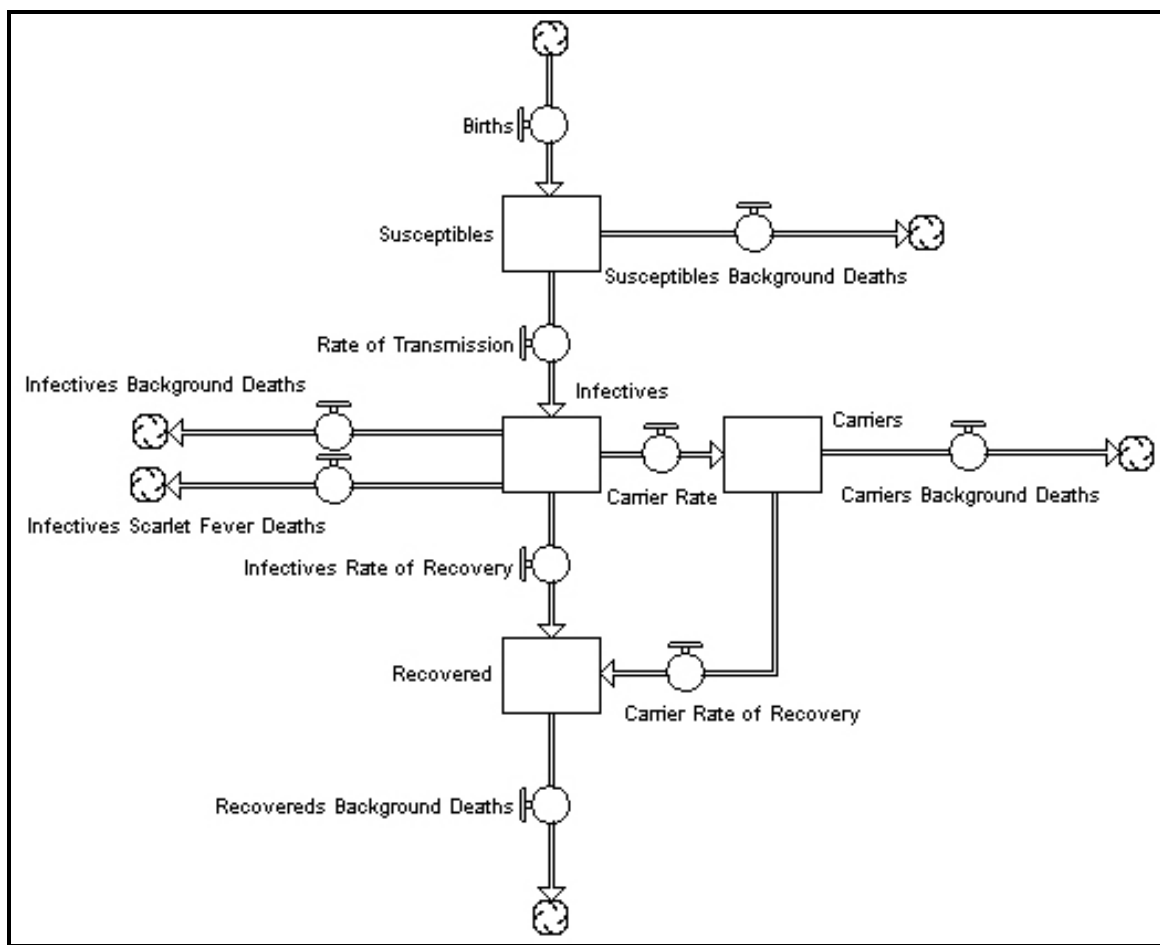 Births
Susceptibles
Susceptibles Background Deaths
Rate of Transmission
Infectives Background Deaths
Infectives
Carriers
Carrier Rate
Carriers Background Deaths
Infectives Scarlet Fever Deaths
Infectives Rate of Recovery
Recovered
Carrier Rate of Recovery
Recovereds Background Deaths